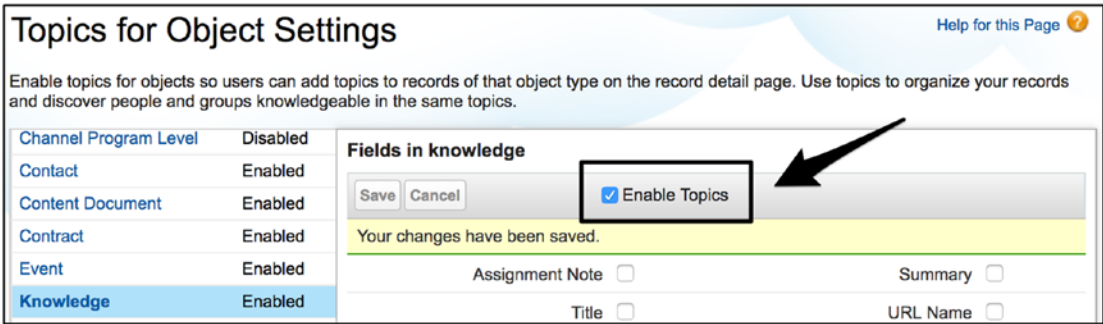 Topics for Object Settings
Help for this Page ?
Enable topics for objects so users can add topics to records of that object type on the record detail page. Use topics to organize your records
and discover people and groups knowledgeable in the same topics.
Channel Program Level Disabled
Contact Enabled
Content Document Enabled
Contract Enabled
Event Enabled
Knowledge Enabled
Fields in knowledge
Save Cancel Enable Topics
Your changes have been saved.
Assignment Note Summary
Title URL Name